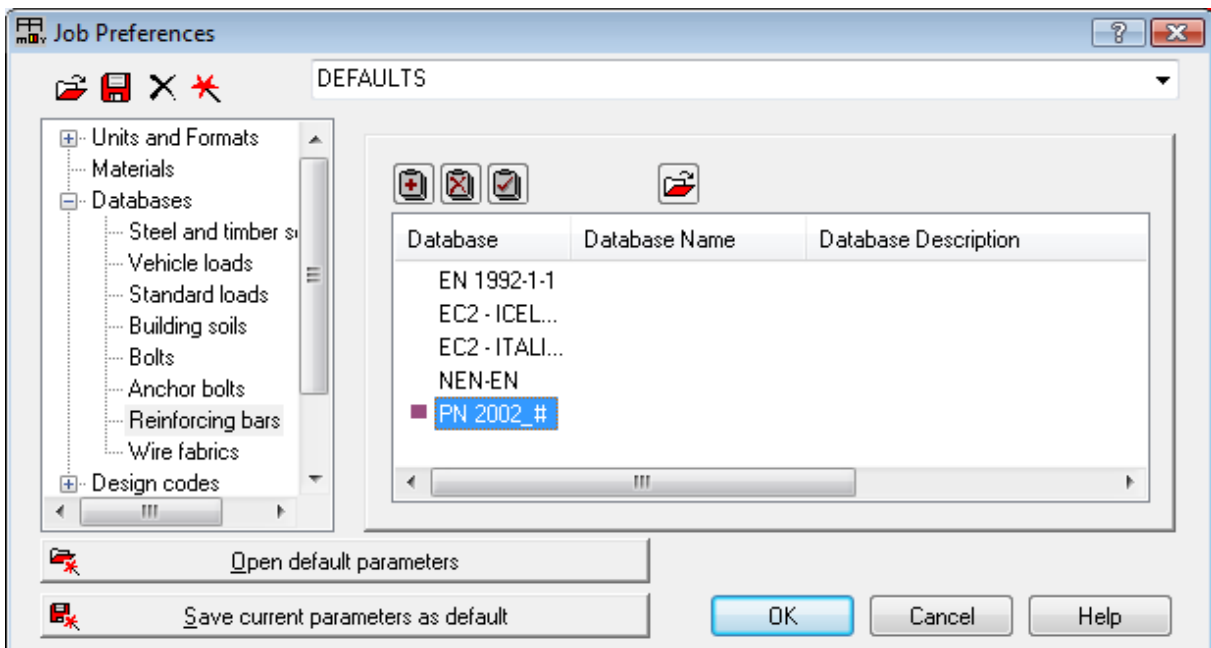 Job Preferences
DEFAULTS
Units and Formats
Materials
Databases
Steel and timber s
Vehicle loads
Standard loads
Building soils
Bolts
Anchor bolts
Reinforcing bars
Wire fabrics
Design codes
Database Database Name Database Description
EN 1992-1-1
EC2 - ICEL...
EC2 - ITALI...
NEN-EN
PN 2002_#
Open default parameters
Save current parameters as default
OK Cancel Help